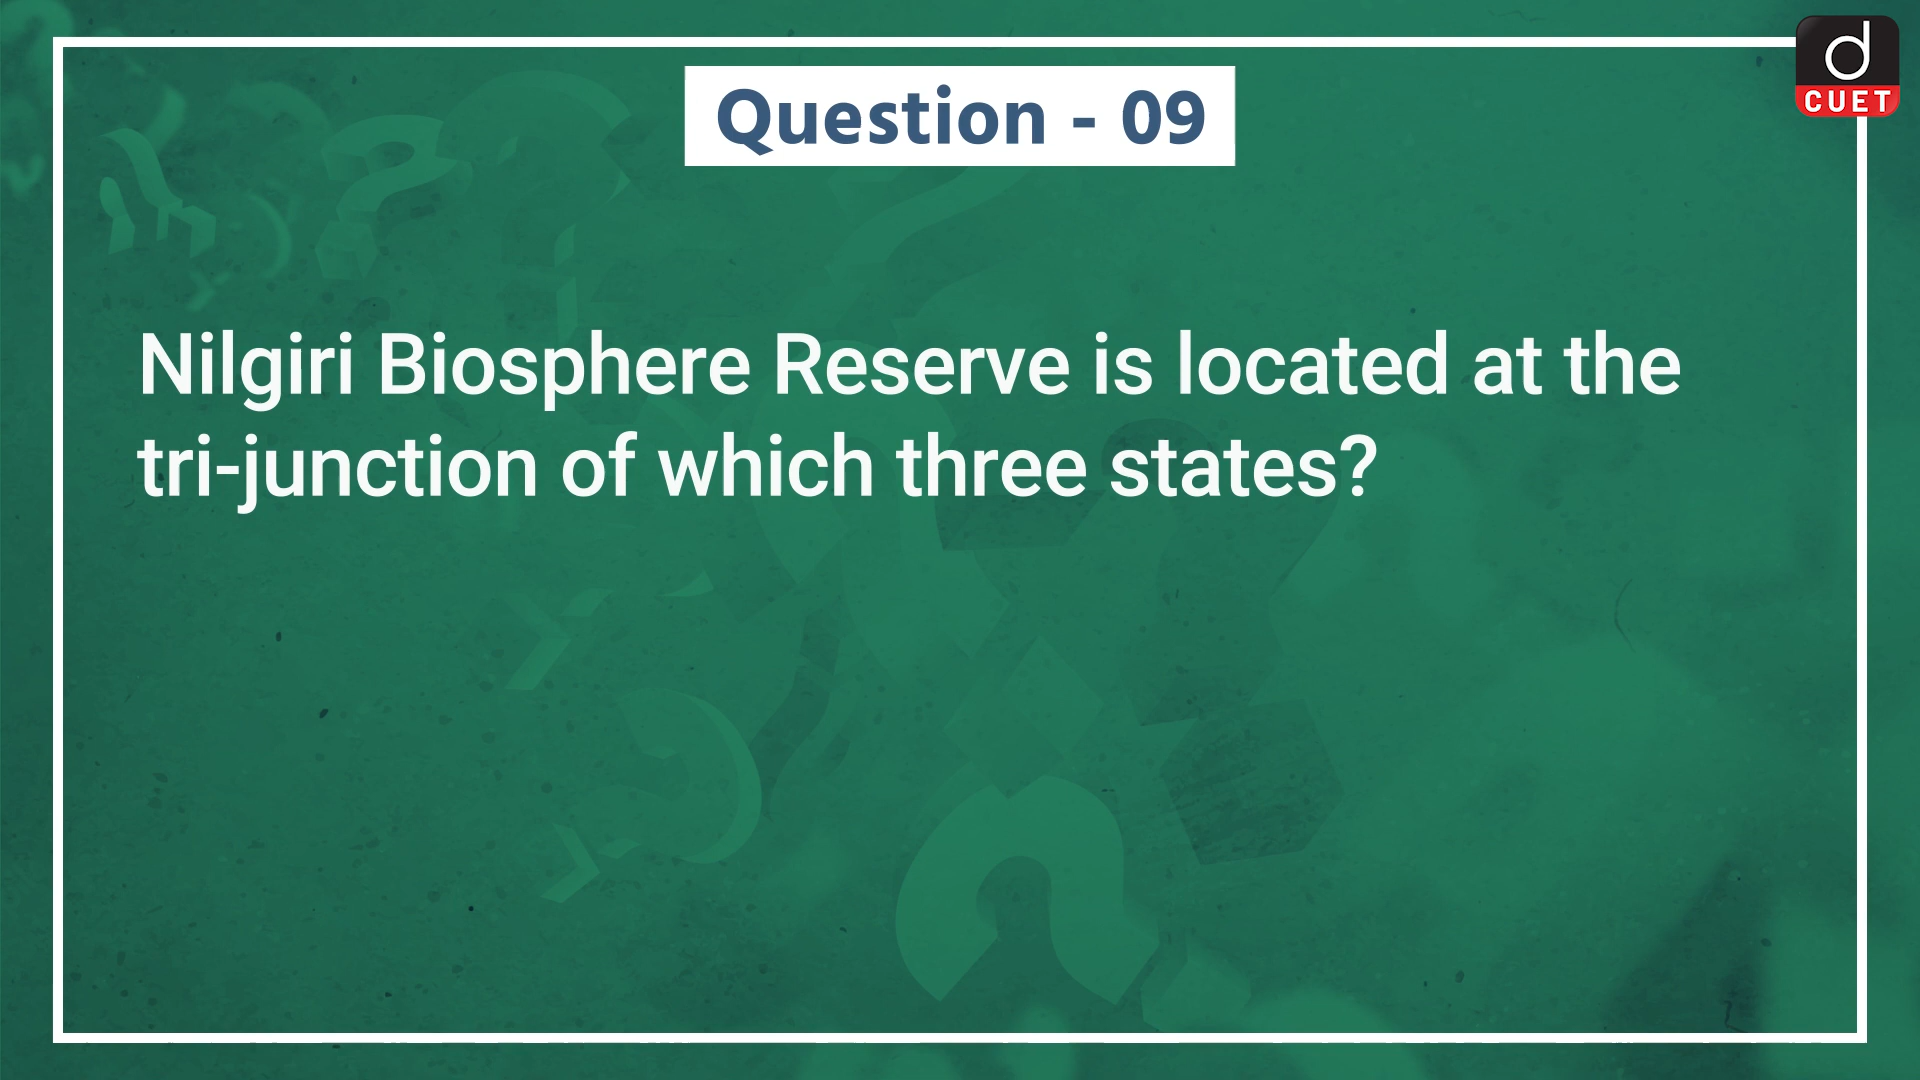 d
CUET
Question - 09
Nilgiri Biosphere Reserve is located at the
tri-junction of which three states?